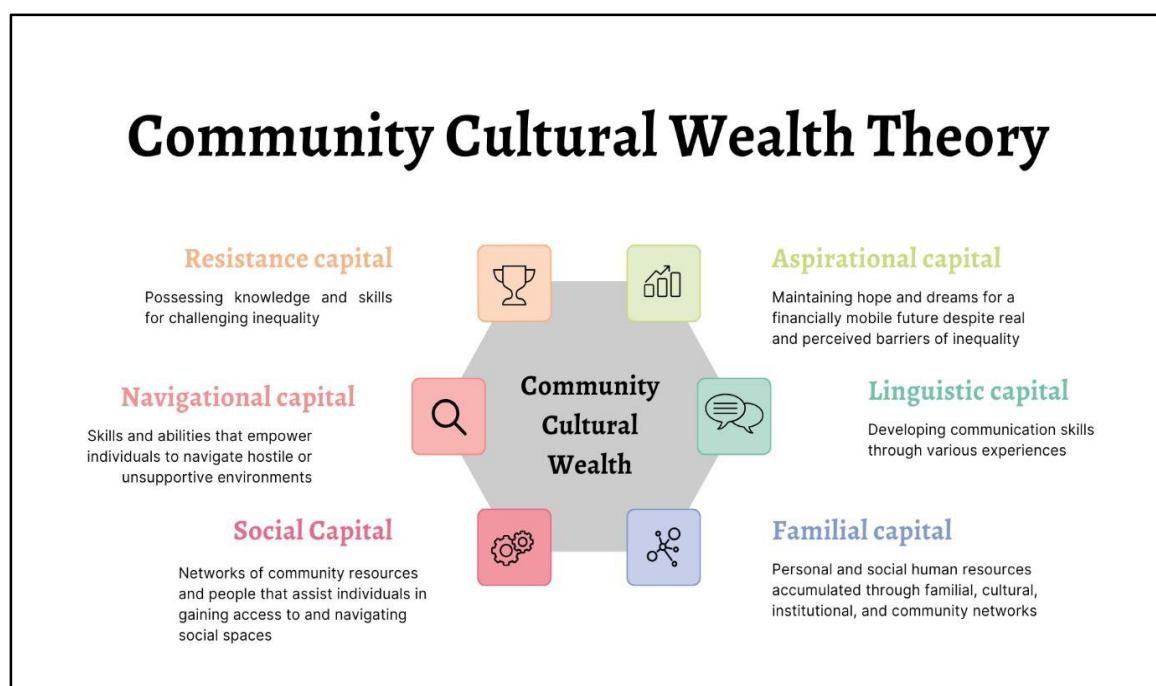 Community Cultural Wealth Theory
Resistance capital
Possessing knowledge and skills
for challenging inequality
Aspirational capital
Maintaining hope and dreams for a
financially mobile future despite real
and perceived barriers of inequality
Navigational capital
Skills and abilities that empower
individuals to navigate hostile or
unsupportive environments
Community
Cultural
Wealth
Linguistic capital
Developing communication skills
through various experiences
Social Capital
Networks of community resources
and people that assist individuals in
gaining access to and navigating
social spaces
Familial capital
Personal and social human resources
accumulated through familial, cultural,
institutional, and community networks